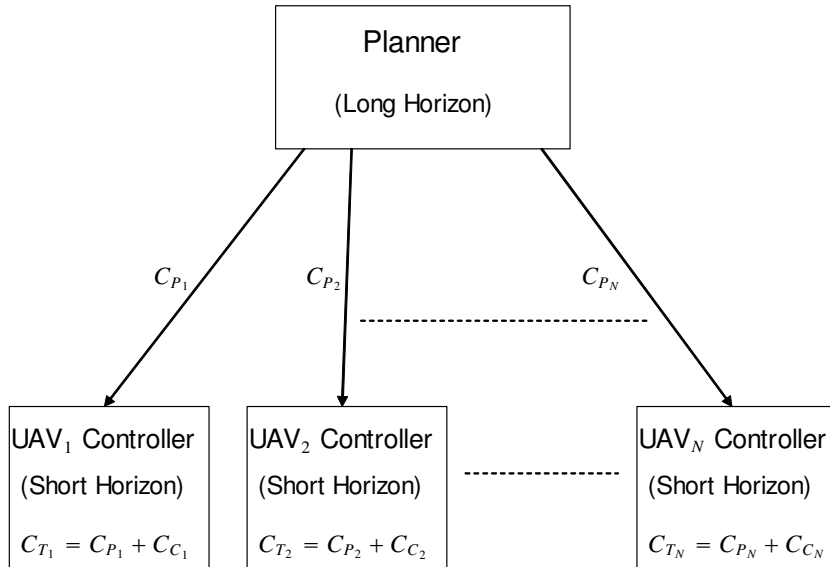 Planner
(Long Horizon)
C_{P_1} C_{P_2} C_{P_N}
UAV_1 Controller UAV_2 Controller UAV_N Controller
(Short Horizon) (Short Horizon) (Short Horizon)
C_{T_1} = C_{P_1} + C_{C_1} C_{T_2} = C_{P_2} + C_{C_2} C_{T_N} = C_{P_N} + C_{C_N}